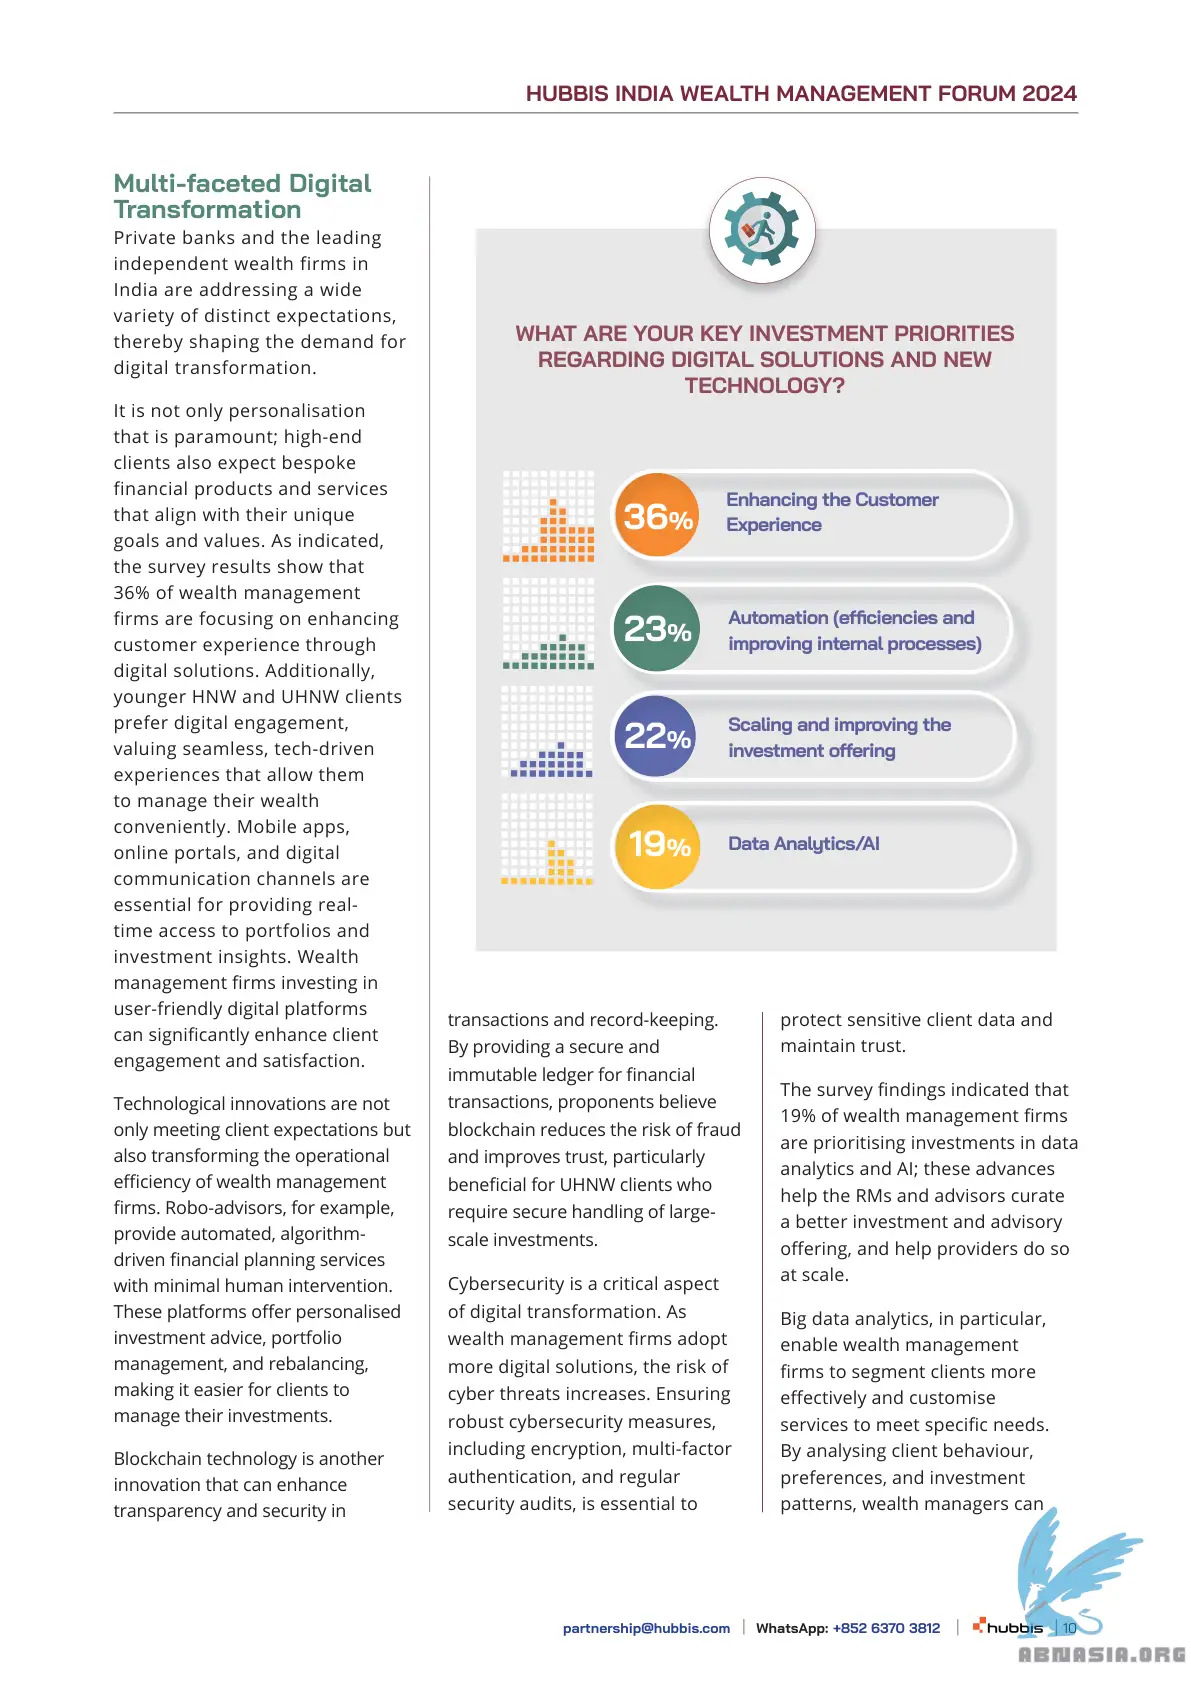 HUBBIS INDIA WEALTH MANAGEMENT FORUM 2024
Multi-faceted Digital
Transformation
Private banks and the leading
independent wealth firms in
India are addressing a wide
variety of distinct expectations,
thereby shaping the demand for
digital transformation.
It is not only personalisation
that is paramount; high-end
clients also expect bespoke
financial products and services
that align with their unique
goals and values. As indicated,
the survey results show that
36% of wealth management
firms are focusing on enhancing
customer experience through
digital solutions. Additionally,
younger HNW and UHNW clients
prefer digital engagement,
valuing seamless, tech-driven
experiences that allow them
to manage their wealth
conveniently. Mobile apps,
online portals, and digital
communication channels are
essential for providing real-
time access to portfolios and
investment insights. Wealth
management firms investing in
user-friendly digital platforms
can significantly enhance client
engagement and satisfaction.
Technological innovations are not
only meeting client expectations but
also transforming the operational
efficiency of wealth management
firms. Robo-advisors, for example,
provide automated, algorithm-
driven financial planning services
with minimal human intervention.
These platforms offer personalised
investment advice, portfolio
management, and rebalancing,
making it easier for clients to
manage their investments.
Blockchain technology is another
innovation that can enhance
transparency and security in
WHAT ARE YOUR KEY INVESTMENT PRIORITIES
REGARDING DIGITAL SOLUTIONS AND NEW
TECHNOLOGY?
36%
Enhancing the Customer
Experience
23%
Automation (efficiencies and
improving internal processes)
22%
Scaling and improving the
investment offering
19%
Data Analytics/AI
transactions and record-keeping.
By providing a secure and
immutable ledger for financial
transactions, proponents believe
blockchain reduces the risk of fraud
and improves trust, particularly
beneficial for UHNW clients who
require secure handling of large-
scale investments.
Cybersecurity is a critical aspect
of digital transformation. As
wealth management firms adopt
more digital solutions, the risk of
cyber threats increases. Ensuring
robust cybersecurity measures,
including encryption, multi-factor
authentication, and regular
security audits, is essential to
protect sensitive client data and
maintain trust.
The survey findings indicated that
19% of wealth management firms
are prioritising investments in data
analytics and AI; these advances
help the RMs and advisors curate
a better investment and advisory
offering, and help providers do so
at scale.
Big data analytics, in particular,
enable wealth management
firms to segment clients more
effectively and customise
services to meet specific needs.
By analysing client behaviour,
preferences, and investment
patterns, wealth managers can
partnership@hubbis.com | WhatsApp: +852 6370 3812 | hubbis | 10
ABNASIA.ORG